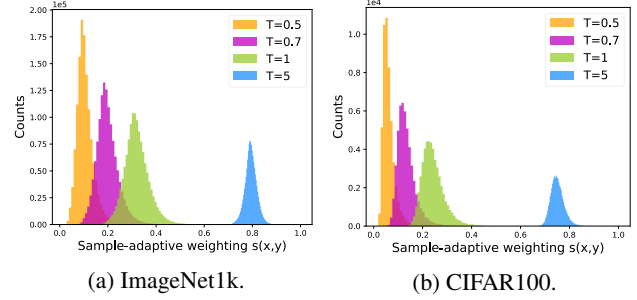 1e5
2.00
1.75
1.50
1.25
1.00
0.75
0.50
0.25
0.00
Counts
T=0.5
T=0.7
T=1
T=5
0.0 0.2 0.4 0.6 0.8 1.0
Sample-adaptive weighting s(x,y)
(a) ImageNet1k.
1e4
1.0
0.8
0.6
0.4
0.2
0.0
Counts
T=0.5
T=0.7
T=1
T=5
0.0 0.2 0.4 0.6 0.8 1.0
Sample-adaptive weighting s(x,y)
(b) CIFAR100.